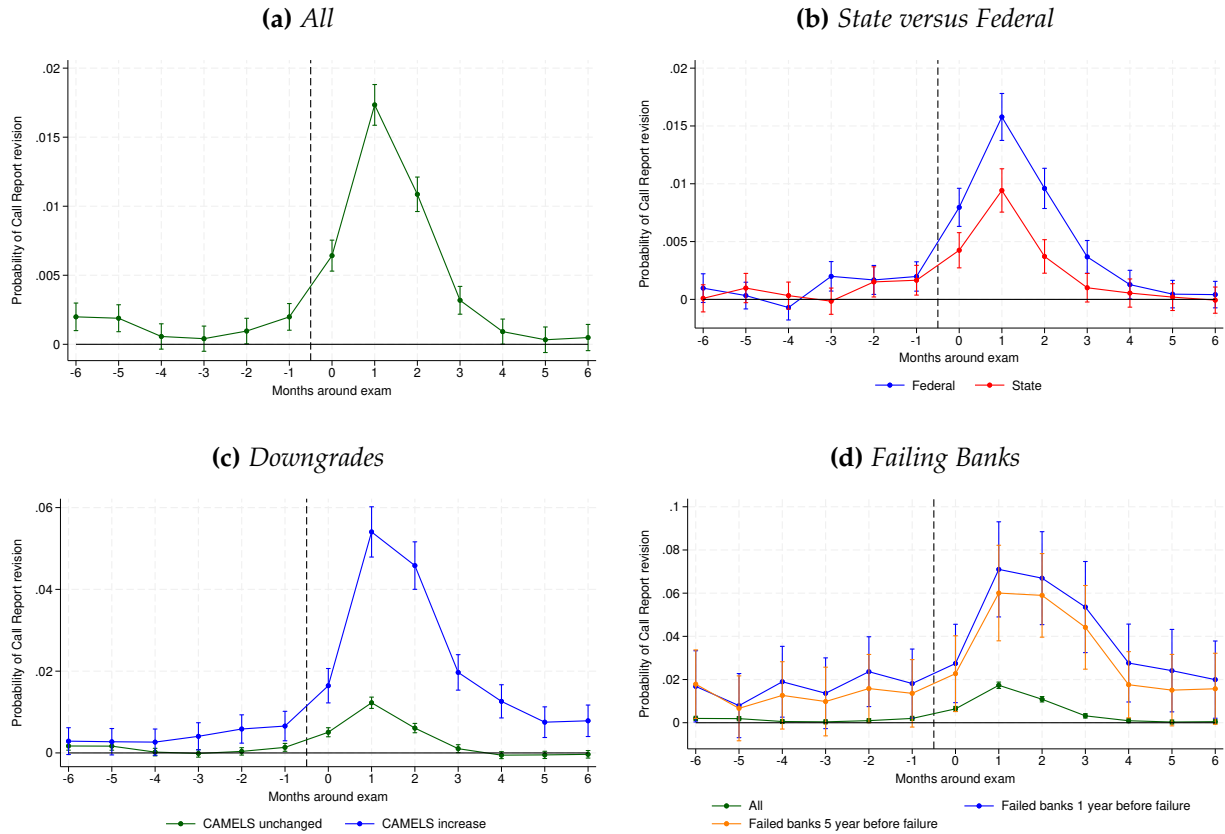 (a) All
Probability of Call Report revision
.02
.015
.01
.005
0
-6 -5 -4 -3 -2 -1 0 1 2 3 4 5 6
Months around exam
(b) State versus Federal
Probability of Call Report revision
.02
.015
.01
.005
0
-6 -5 -4 -3 -2 -1 0 1 2 3 4 5 6
Months around exam
Federal State
(c) Downgrades
Probability of Call Report revision
.06
.04
.02
0
-6 -5 -4 -3 -2 -1 0 1 2 3 4 5 6
Months around exam
CAMELS unchanged CAMELS increase
(d) Failing Banks
Probability of Call Report revision
.1
.08
.06
.04
.02
0
-6 -5 -4 -3 -2 -1 0 1 2 3 4 5 6
Months around exam
All Failed banks 1 year before failure
Failed banks 5 year before failure